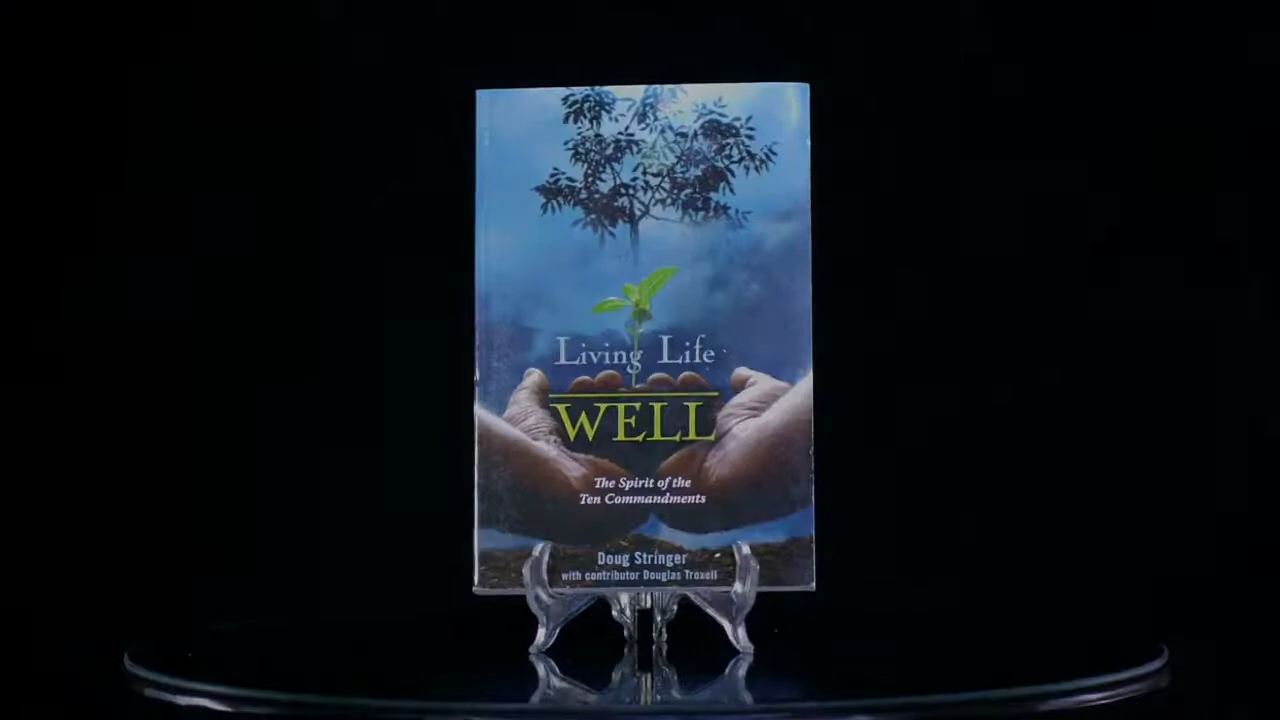 Living Life
WELL
The Spirit of the
Ten Commandments
Doug Stringer
with contributor Douglas Troxell